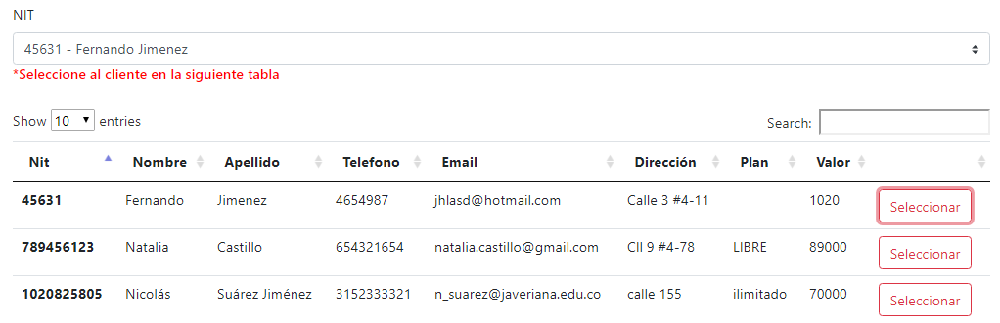 NIT
45631 - Fernando Jimenez
*Seleccione al cliente en la siguiente tabla
Show 10 entries
Search:
Nit Nombre Apellido Telefono Email Dirección Plan Valor
45631 Fernando Jimenez 4654987 jhlasd@hotmail.com Calle 3 #4-11 1020 Seleccionar
789456123 Natalia Castillo 654321654 natalia.castillo@gmail.com Cll 9 #4-78 LIBRE 89000 Seleccionar
1020825805 Nicolás Suárez Jiménez 3152333321 n_suarez@javeriana.edu.co calle 155 ilimitado 70000 Seleccionar